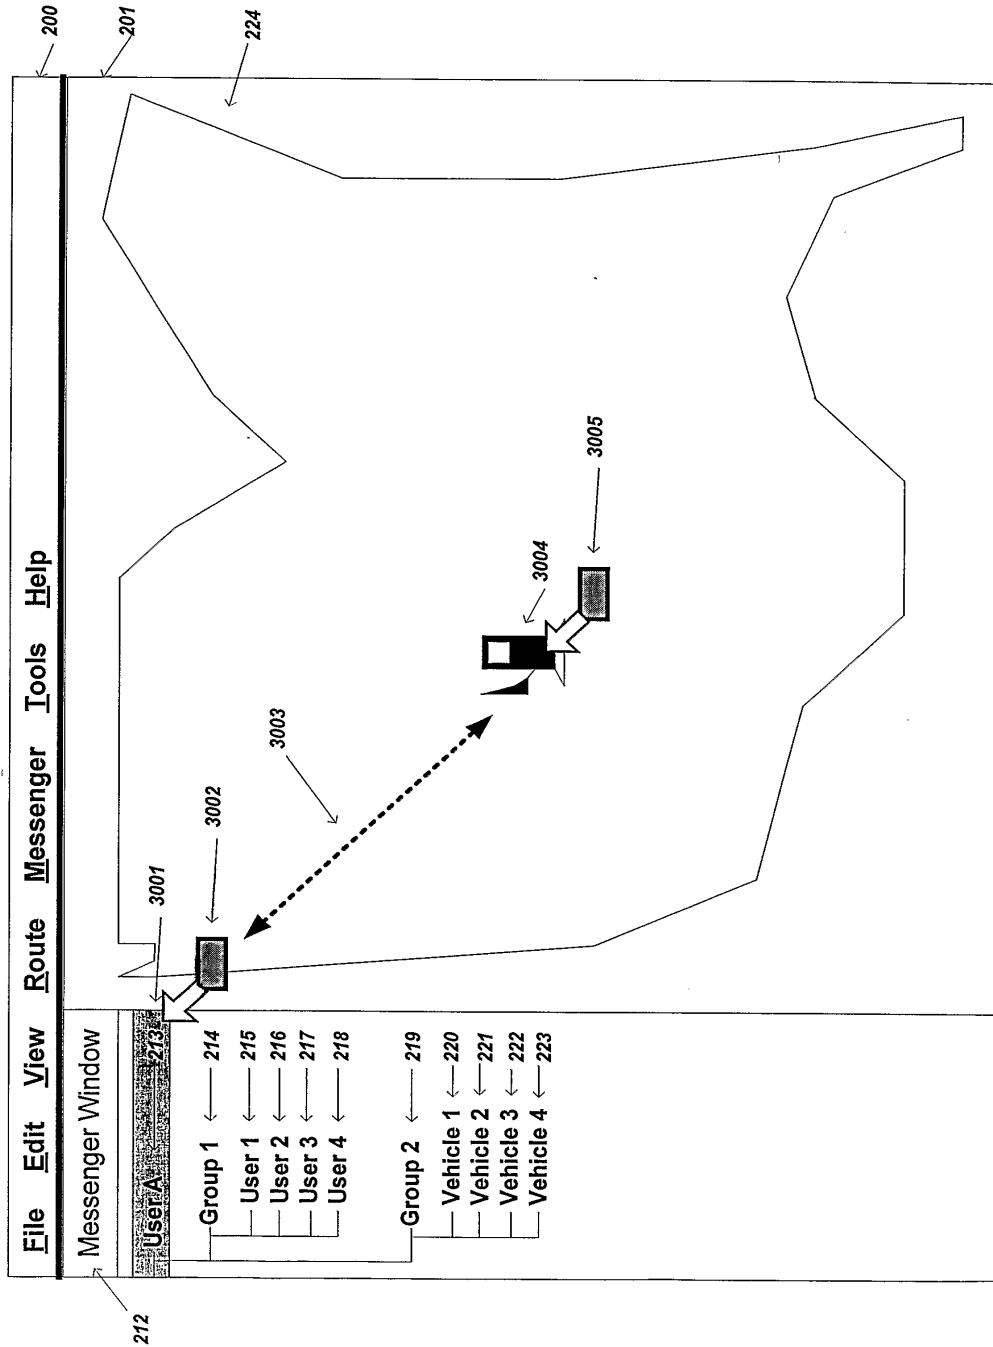 200
File Edit View Route Messenger Tools Help
201
212
Messenger Window
224
User A 213
3001
3002
Group 1 214
User 1 215
User 2 216
User 3 217
User 4 218
3003
Group 2 219
Vehicle 1 220
Vehicle 2 221
Vehicle 3 222
Vehicle 4 223
3004
3005